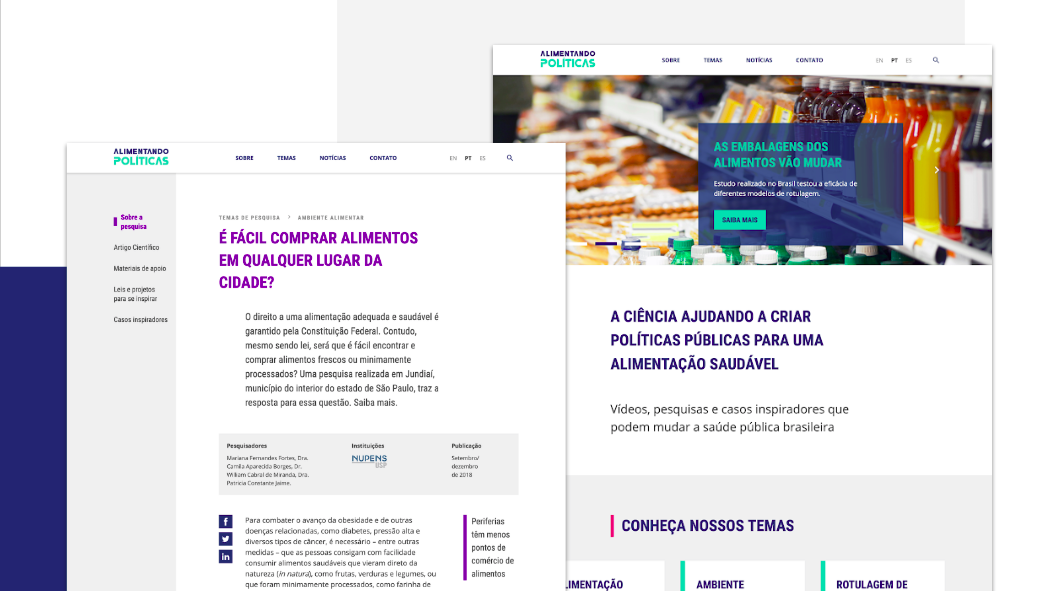 ALIMENTANDO
POLÍTICAS
SOBRE
TEMAS
NOTÍCIAS
CONTATO
EN PT ES
AS EMBALAGENS DOS
ALIMENTOS VÃO MUDAR
Estudo realizado no Brasil testou a eficácia de
diferentes modelos de rotulagem.
SAIBA MAIS
A CIÊNCIA AJUDANDO A CRIAR
POLÍTICAS PÚBLICAS PARA UMA
ALIMENTAÇÃO SAUDÁVEL
Vídeos, pesquisas e casos inspiradores que
podem mudar a saúde pública brasileira
CONHEÇA NOSSOS TEMAS
LIMENTAÇÃO
AMBIENTE
ROTULAGEM DE
ALIMENTANDO
POLÍTICAS
SOBRE
TEMAS
NOTÍCIAS
CONTATO
EN PT ES
Sobre a
pesquisa
Artigo Científico
Materiais de apoio
Leis e projetos
para se inspirar
Casos inspiradores
TEMAS DE PESQUISA > AMBIENTE ALIMENTAR
É FÁCIL COMPRAR ALIMENTOS
EM QUALQUER LUGAR DA
CIDADE?
O direito a uma alimentação adequada e saudável é
garantido pela Constituição Federal. Contudo,
mesmo sendo lei, será que é fácil encontrar e
comprar alimentos frescos ou minimamente
processados? Uma pesquisa realizada em Jundiaí,
município do interior do estado de São Paulo, traz a
resposta para essa questão. Saiba mais.
Pesquisadores
Mariana Fernandes Fortes, Dra.
Camila Aparecida Borges, Dr.
William Cabral de Miranda, Dra.
Patrícia Constante Jaime.
Instituições
NUPENS
USP
Publicação
Setembro/
dezembro
de 2018
Para combater o avanço da obesidade e de outras
doenças relacionadas, como diabetes, pressão alta e
diversos tipos de câncer, é necessário – entre outras
medidas – que as pessoas consigam com facilidade
consumir alimentos saudáveis que vieram direto da
natureza (in natura), como frutas, verduras e legumes, ou
que foram minimamente processados, como farinha de
Periferias
têm menos
pontos de
comércio de
alimentos